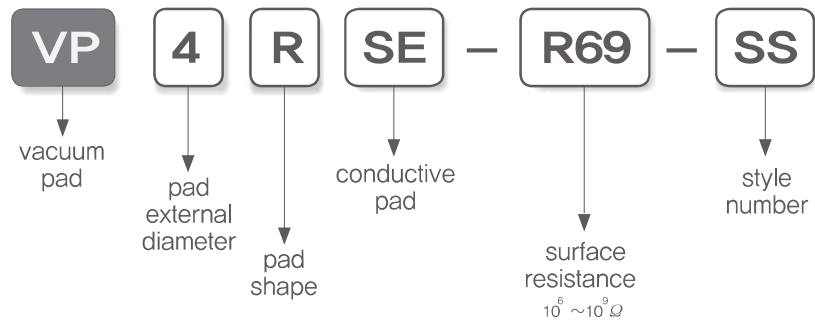 VP 4 R SE – R69 – SS
vacuum
pad
pad
external
diameter
pad
shape
conductive
pad
surface
resistance
10⁶ ~10⁹Ω
style
number